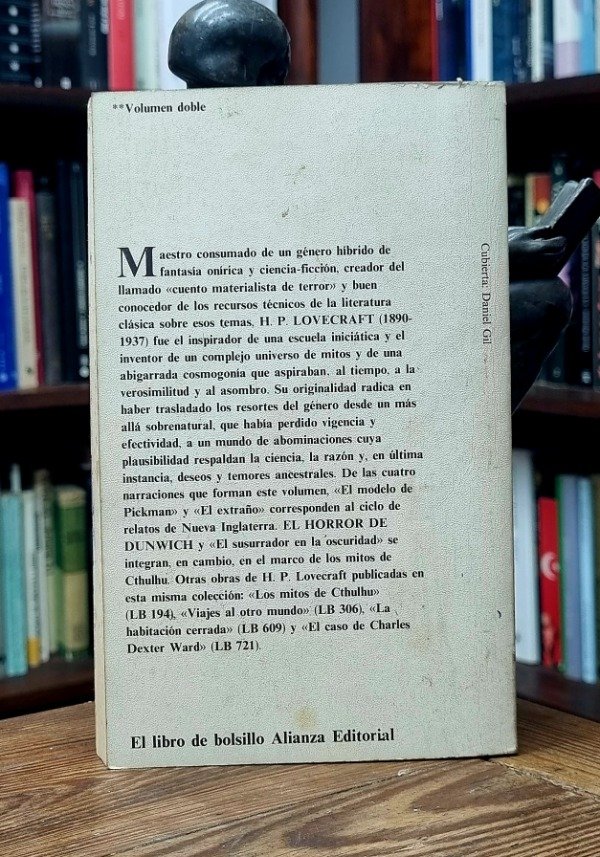 **Volumen doble
Maestro consumado de un género híbrido de
fantasía onírica y ciencia-ficción, creador del
llamado «cuento materialista de terror» y buen
conocedor de los recursos técnicos de la literatura
clásica sobre esos temas, H. P. LOVECRAFT (1890-
1937) fue el inspirador de una escuela iniciática y el
inventor de un complejo universo de mitos y de una
abigarrada cosmogonía que aspiraban, al tiempo, a la
verosimilitud y al asombro. Su originalidad radica en
haber trasladado los resortes del género desde un más
allá sobrenatural, que había perdido vigencia y
efectividad, a un mundo de abominaciones cuya
plausibilidad respaldan la ciencia, la razón y, en última
instancia, deseos y temores ancestrales. De las cuatro
narraciones que forman este volumen, «El modelo de
Pickman» y «El extraño» corresponden al ciclo de
relatos de Nueva Inglaterra. EL HORROR DE
DUNWICH y «El susurrador en la oscuridad» se
integran, en cambio, en el marco de los mitos de
Cthulhu. Otras obras de H. P. Lovecraft publicadas en
esta misma colección: «Los mitos de Cthulhu»
(LB 194), «Viajes al otro mundo» (LB 306), «La
habitación cerrada» (LB 609) y «El caso de Charles
Dexter Ward» (LB 721).
El libro de bolsillo Alianza Editorial
Cubierta: Daniel Gil